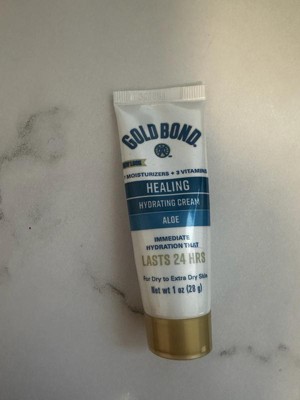 GOLD BOND.
MOISTURIZERS • 3 VITAMINS
HEALING
HYDRATING CREAM
ALOE
IMMEDIATE
HYDRATION THAT
LASTS 24 HRS
For Dry to Extra Dry Skin
Net wt 1 oz (28 g)